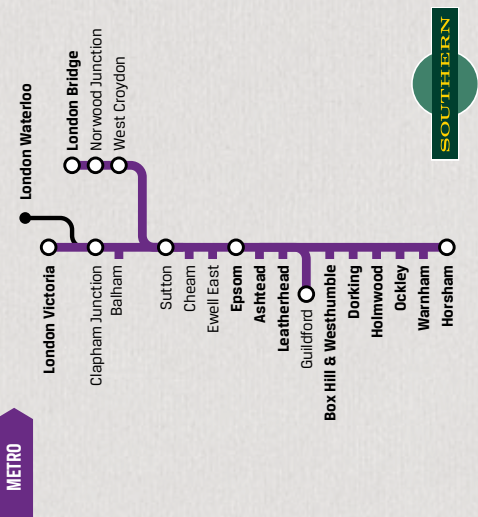 London Waterloo
London Bridge
Norwood Junction
West Croydon
SOUTHERN
London Victoria
Clapham Junction
Balham
Sutton
Cheam
Ewell East
Epsom
Ashtead
Leatherhead
Guildford
Box Hill & Westhumble
Dorking
Holmwood
Ockley
Warnham
Horsham
METRO